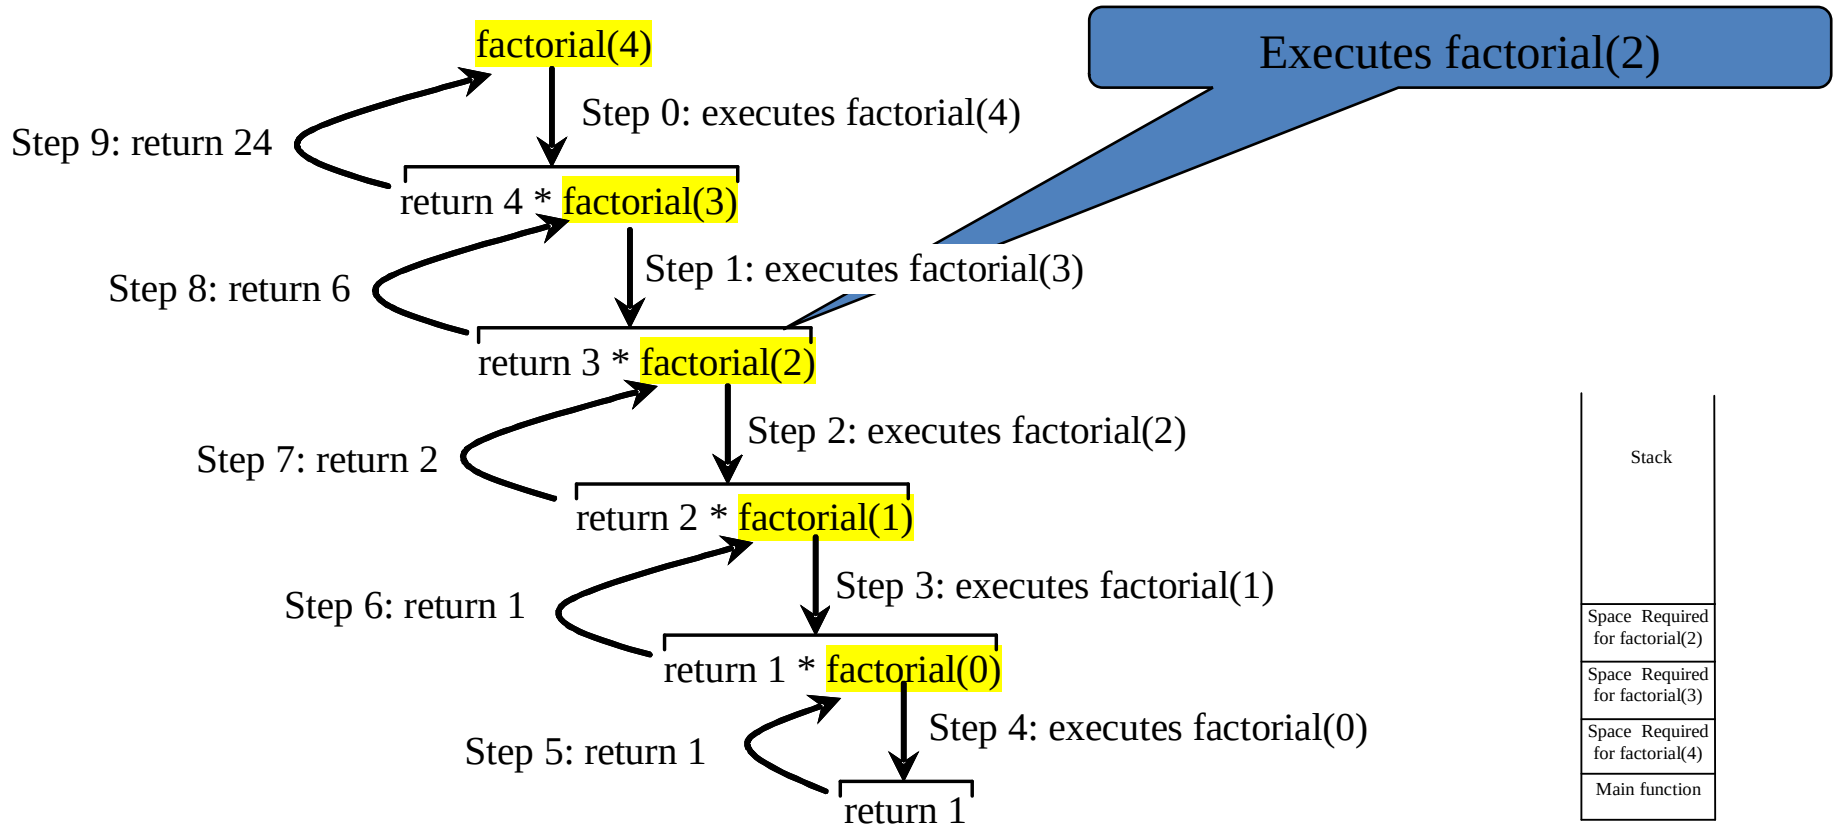 factorial(4)
Executes factorial(2)
Step 0: executes factorial(4)
Step 9: return 24
return 4 * factorial(3)
Step 1: executes factorial(3)
Step 8: return 6
return 3 * factorial(2)
Step 2: executes factorial(2)
Step 7: return 2
return 2 * factorial(1)
Step 3: executes factorial(1)
Step 6: return 1
return 1 * factorial(0)
Step 4: executes factorial(0)
Step 5: return 1
return 1
Stack
Space Required
for factorial(2)
Space Required
for factorial(3)
Space Required
for factorial(4)
Main function